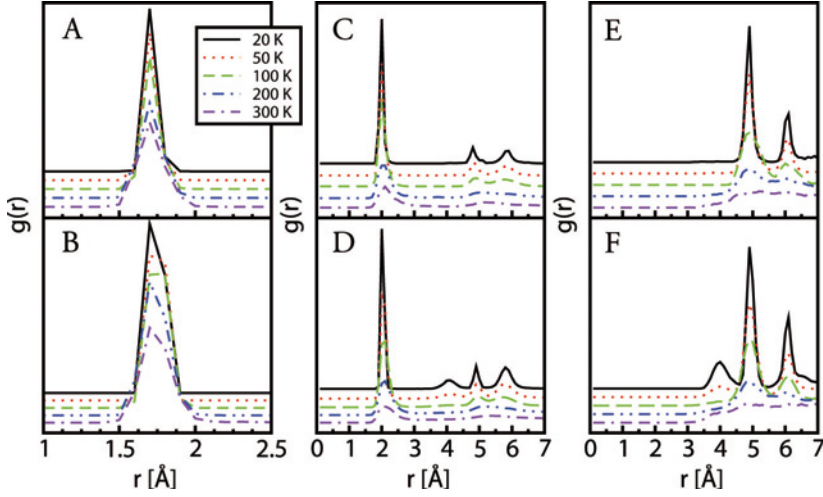 A
20 K
50 K
100 K
200 K
300 K
C
E
g(r)
g(r)
g(r)
B
D
F
1 1.5 2 2.5
0 1 2 3 4 5 6 7
0 1 2 3 4 5 6 7
r [Å]
r [Å]
r [Å]